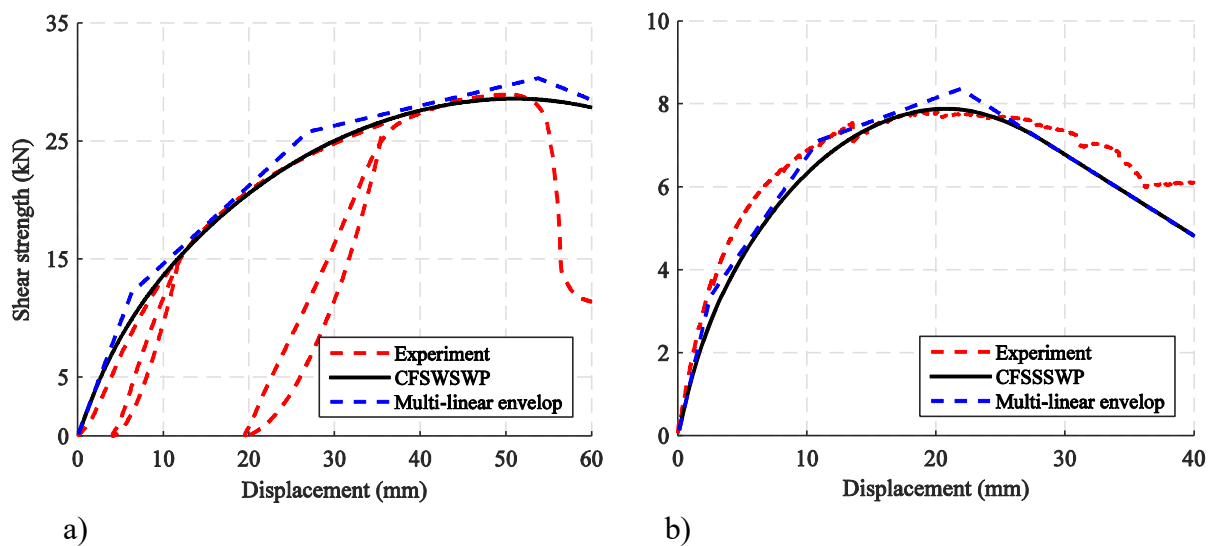 35
25
15
5
0
0
10
20
30
40
50
60
Shear strength (kN)
Displacement (mm)
Experiment
CFSWSWP
Multi-linear envelop
a)
10
8
6
4
2
0
0
10
20
30
40
Displacement (mm)
Experiment
CFSSSWP
Multi-linear envelop
b)